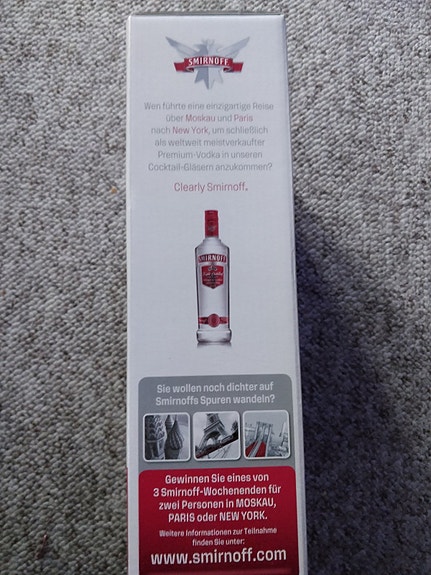 SMIRNOFF
Wen führte eine einzigartige Reise
über Moskau und Paris
nach New York, um schließlich
als weltweit meistverkaufter
Premium-Vodka in unseren
Cocktail-Gläsern anzukommen?
Clearly Smirnoff.
SMIRNOFF
Sie wollen noch dichter auf
Smirnoffs Spuren wandeln?
Gewinnen Sie eines von
3 Smirnoff-Wochenenden für
zwei Personen in MOSKAU,
PARIS oder NEW YORK.
Weitere Informationen zur Teilnahme
finden Sie unter:
www.smirnoff.com